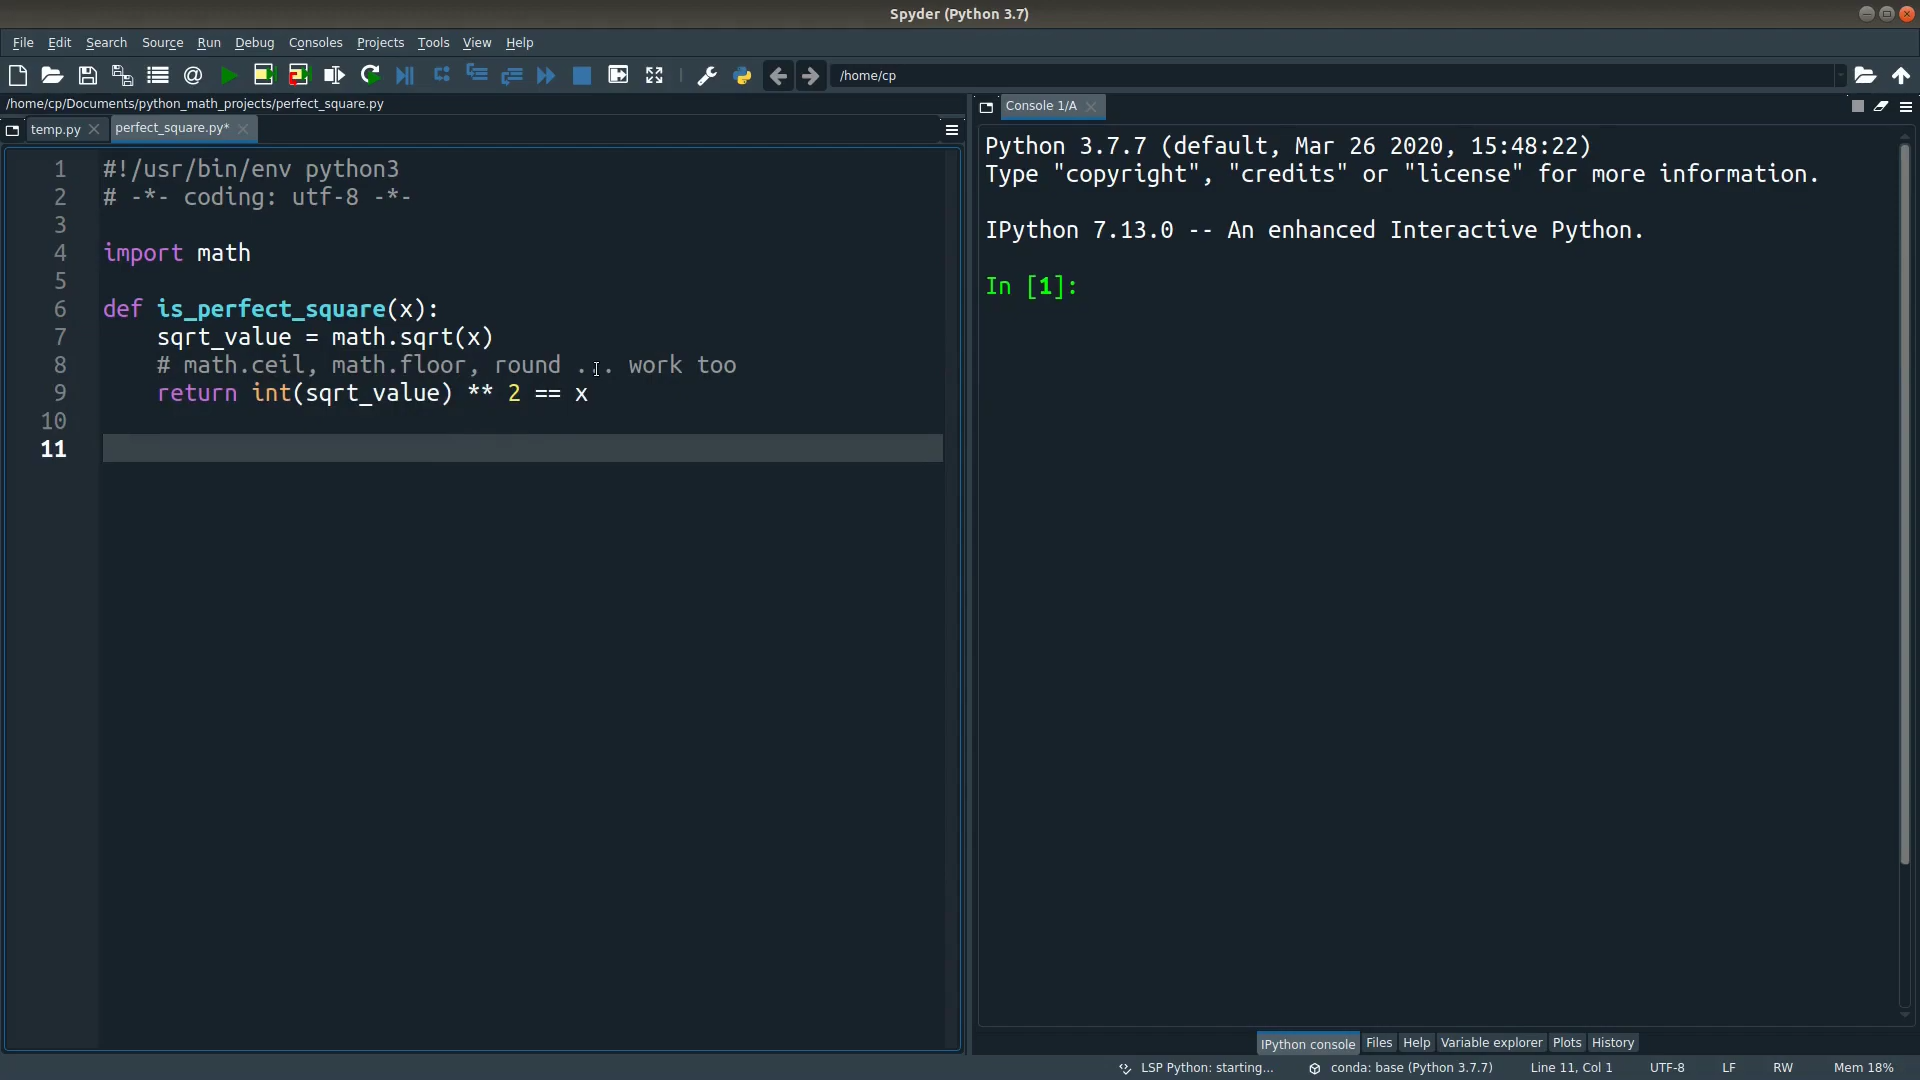 Spyder (Python 3.7)
File Edit Search Source Run Debug Consoles Projects Tools View Help
/home/cp
/home/cp/Documents/python_math_projects/perfect_square.py
temp.py perfect_square.py*
1 #!/usr/bin/env python3
2 # -*- coding: utf-8 -*-
3
4 import math
5
6 def is_perfect_square(x):
7 sqrt_value = math.sqrt(x)
8 # math.ceil, math.floor, round ... work too
9 return int(sqrt_value) ** 2 == x
10
11
Console 1/A
Python 3.7.7 (default, Mar 26 2020, 15:48:22)
Type "copyright", "credits" or "license" for more information.
IPython 7.13.0 -- An enhanced Interactive Python.
In [1]:
IPython console Files Help Variable explorer Plots History
LSP Python: starting... conda: base (Python 3.7.7) Line 11, Col 1 UTF-8 LF RW Mem 18%